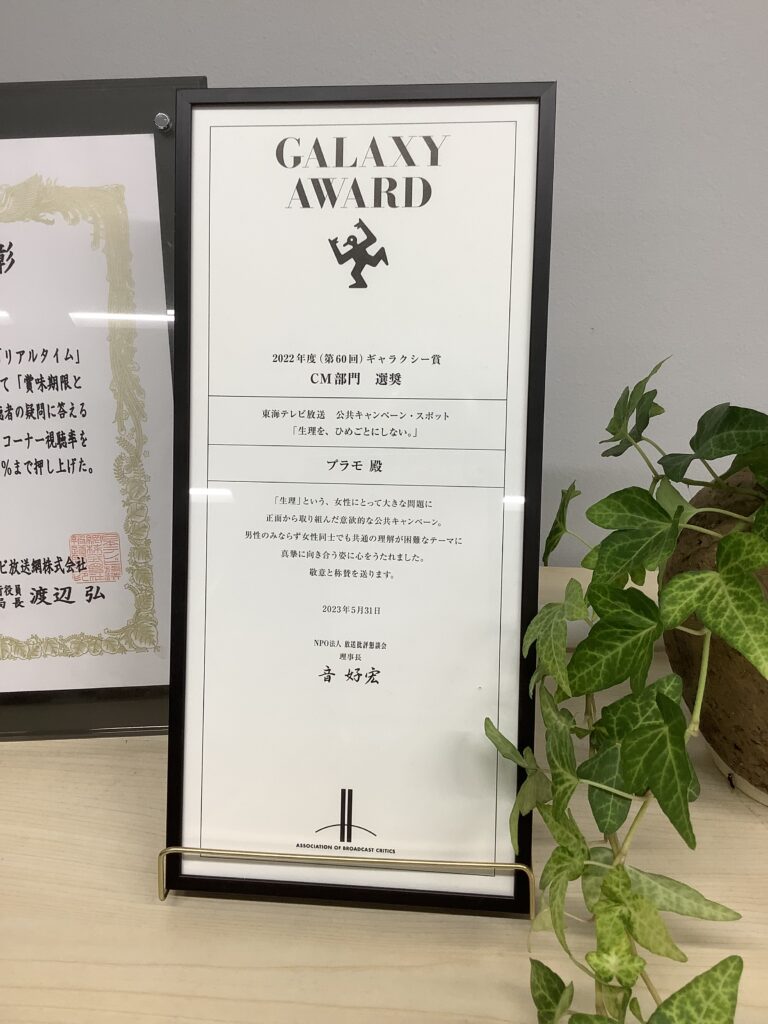 彰
「リアルタイム」
て「賞味期限と
者の疑問に答える
コーナー視聴率を
%まで押し上げた。
ビ放送網株式会社
役員
局長 渡辺 弘
GALAXY
AWARD
2022年度(第60回)ギャラクシー賞
CM部門 選奨
東海テレビ放送 公共キャンペーン・スポット
「生理を、ひめごとにしない。」
プラモ 殿
「生理」という、女性にとって大きな問題に
正面から取り組んだ意欲的な公共キャンペーン。
男性のみならず女性同士でも共通の理解が困難なテーマに
真摯に向き合う姿に心をうたれました。
敬意と称賛を送ります。
2023年5月31日
NPO法人 放送批評懇談会
理事長
音 好宏
ASSOCIATION OF BROADCAST CRITICS